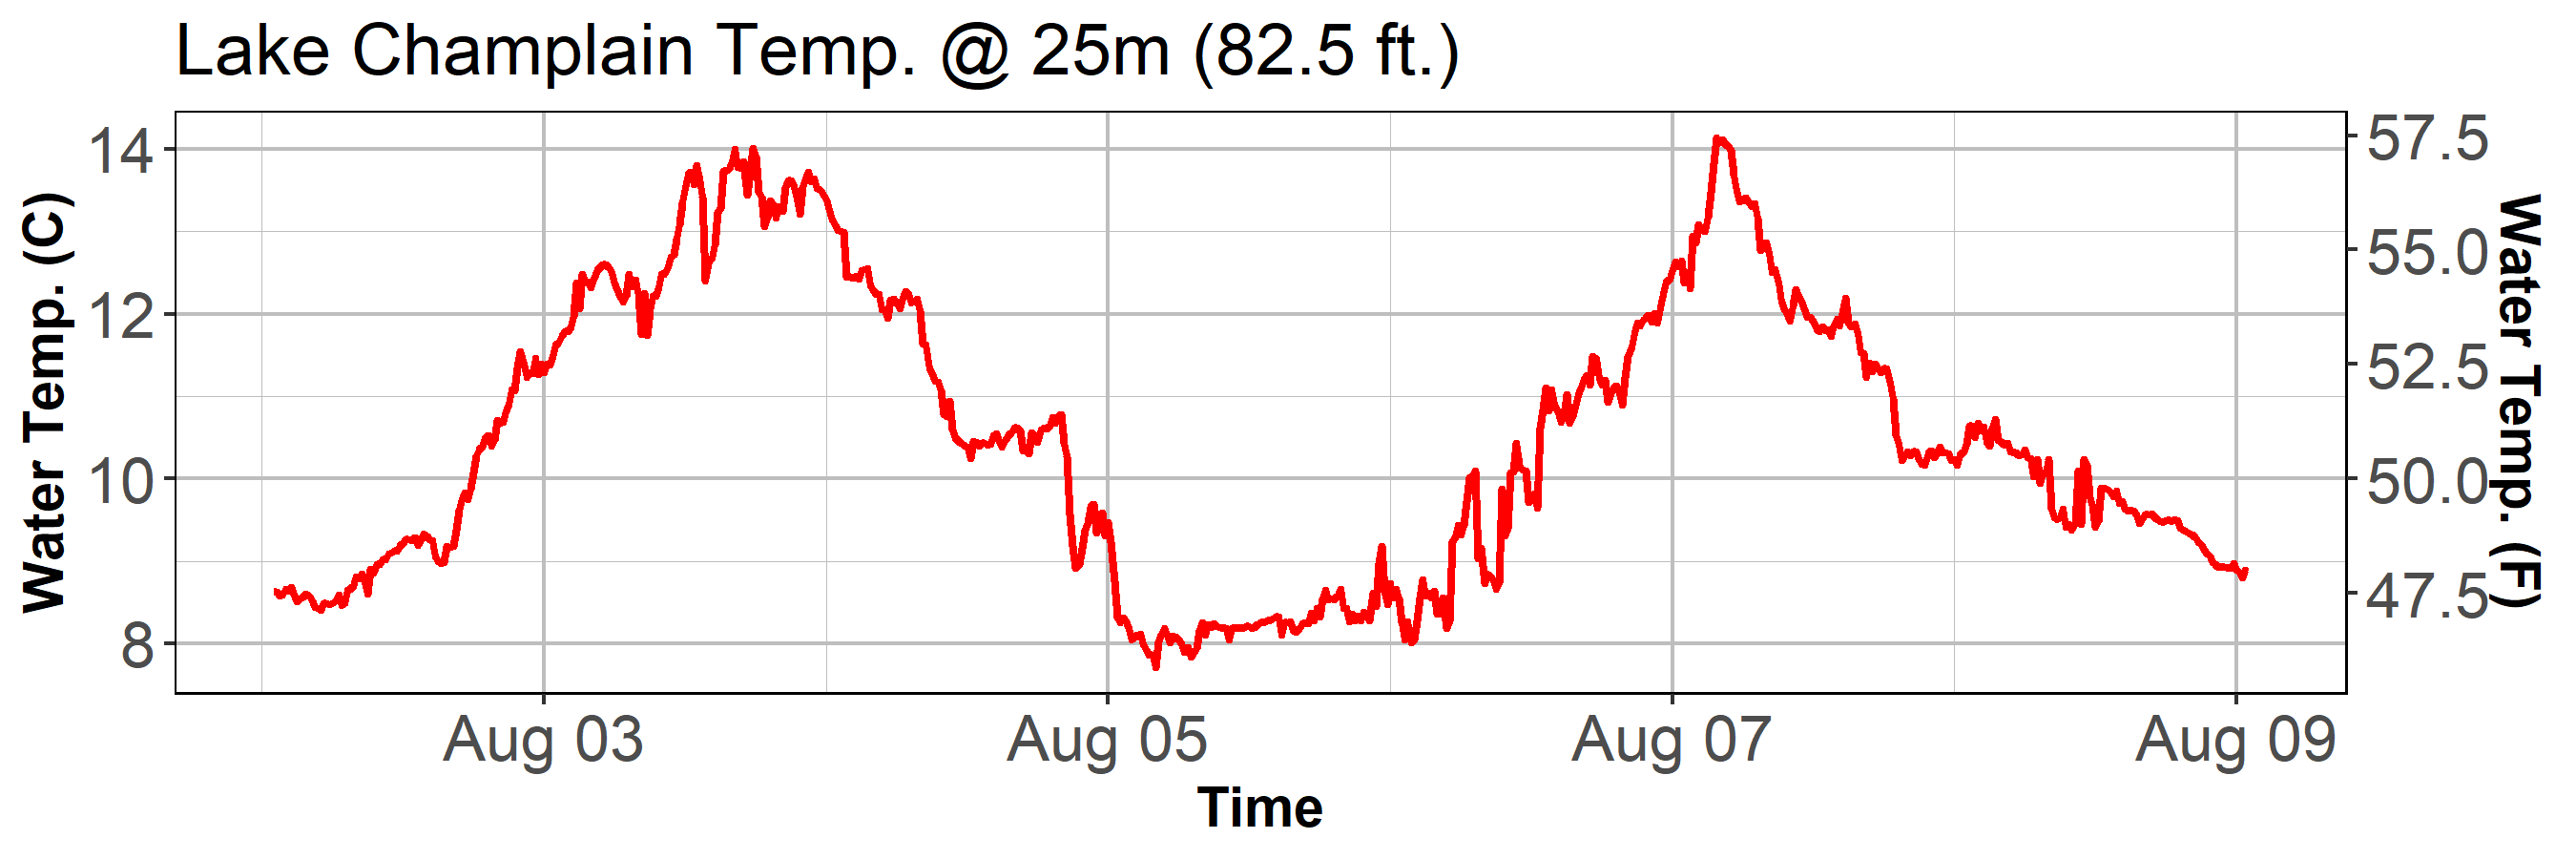 Lake Champlain Temp. @ 25m (82.5 ft.)
Water Temp. (C)
14
12
10
8
57.5
55.0
52.5
50.0
47.5
Water Temp. (F)
Aug 03
Aug 05
Aug 07
Aug 09
Time